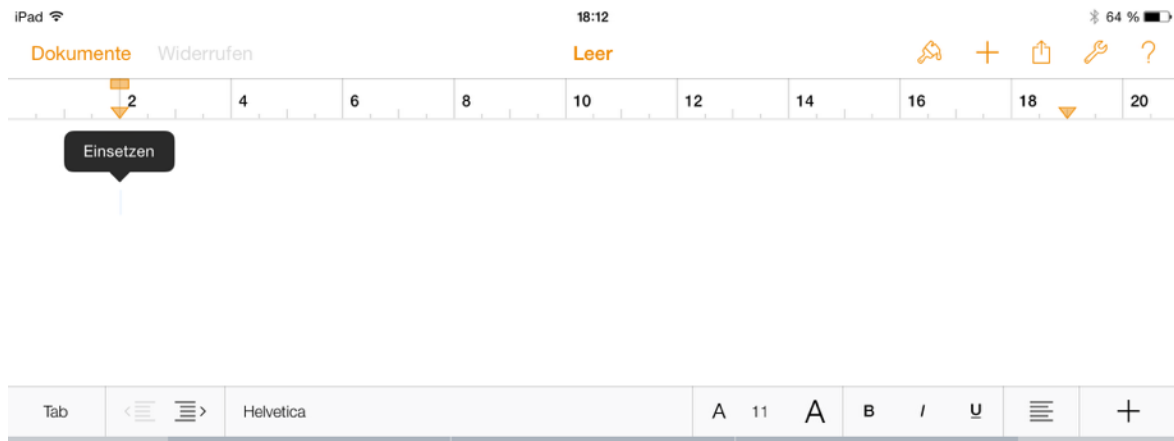 iPad 18:12 64 %
Dokumente Widerrufen Leer ?
2 4 6 8 10 12 14 16 18 20
Einsetzen
Tab Helvetica A 11 A B I U